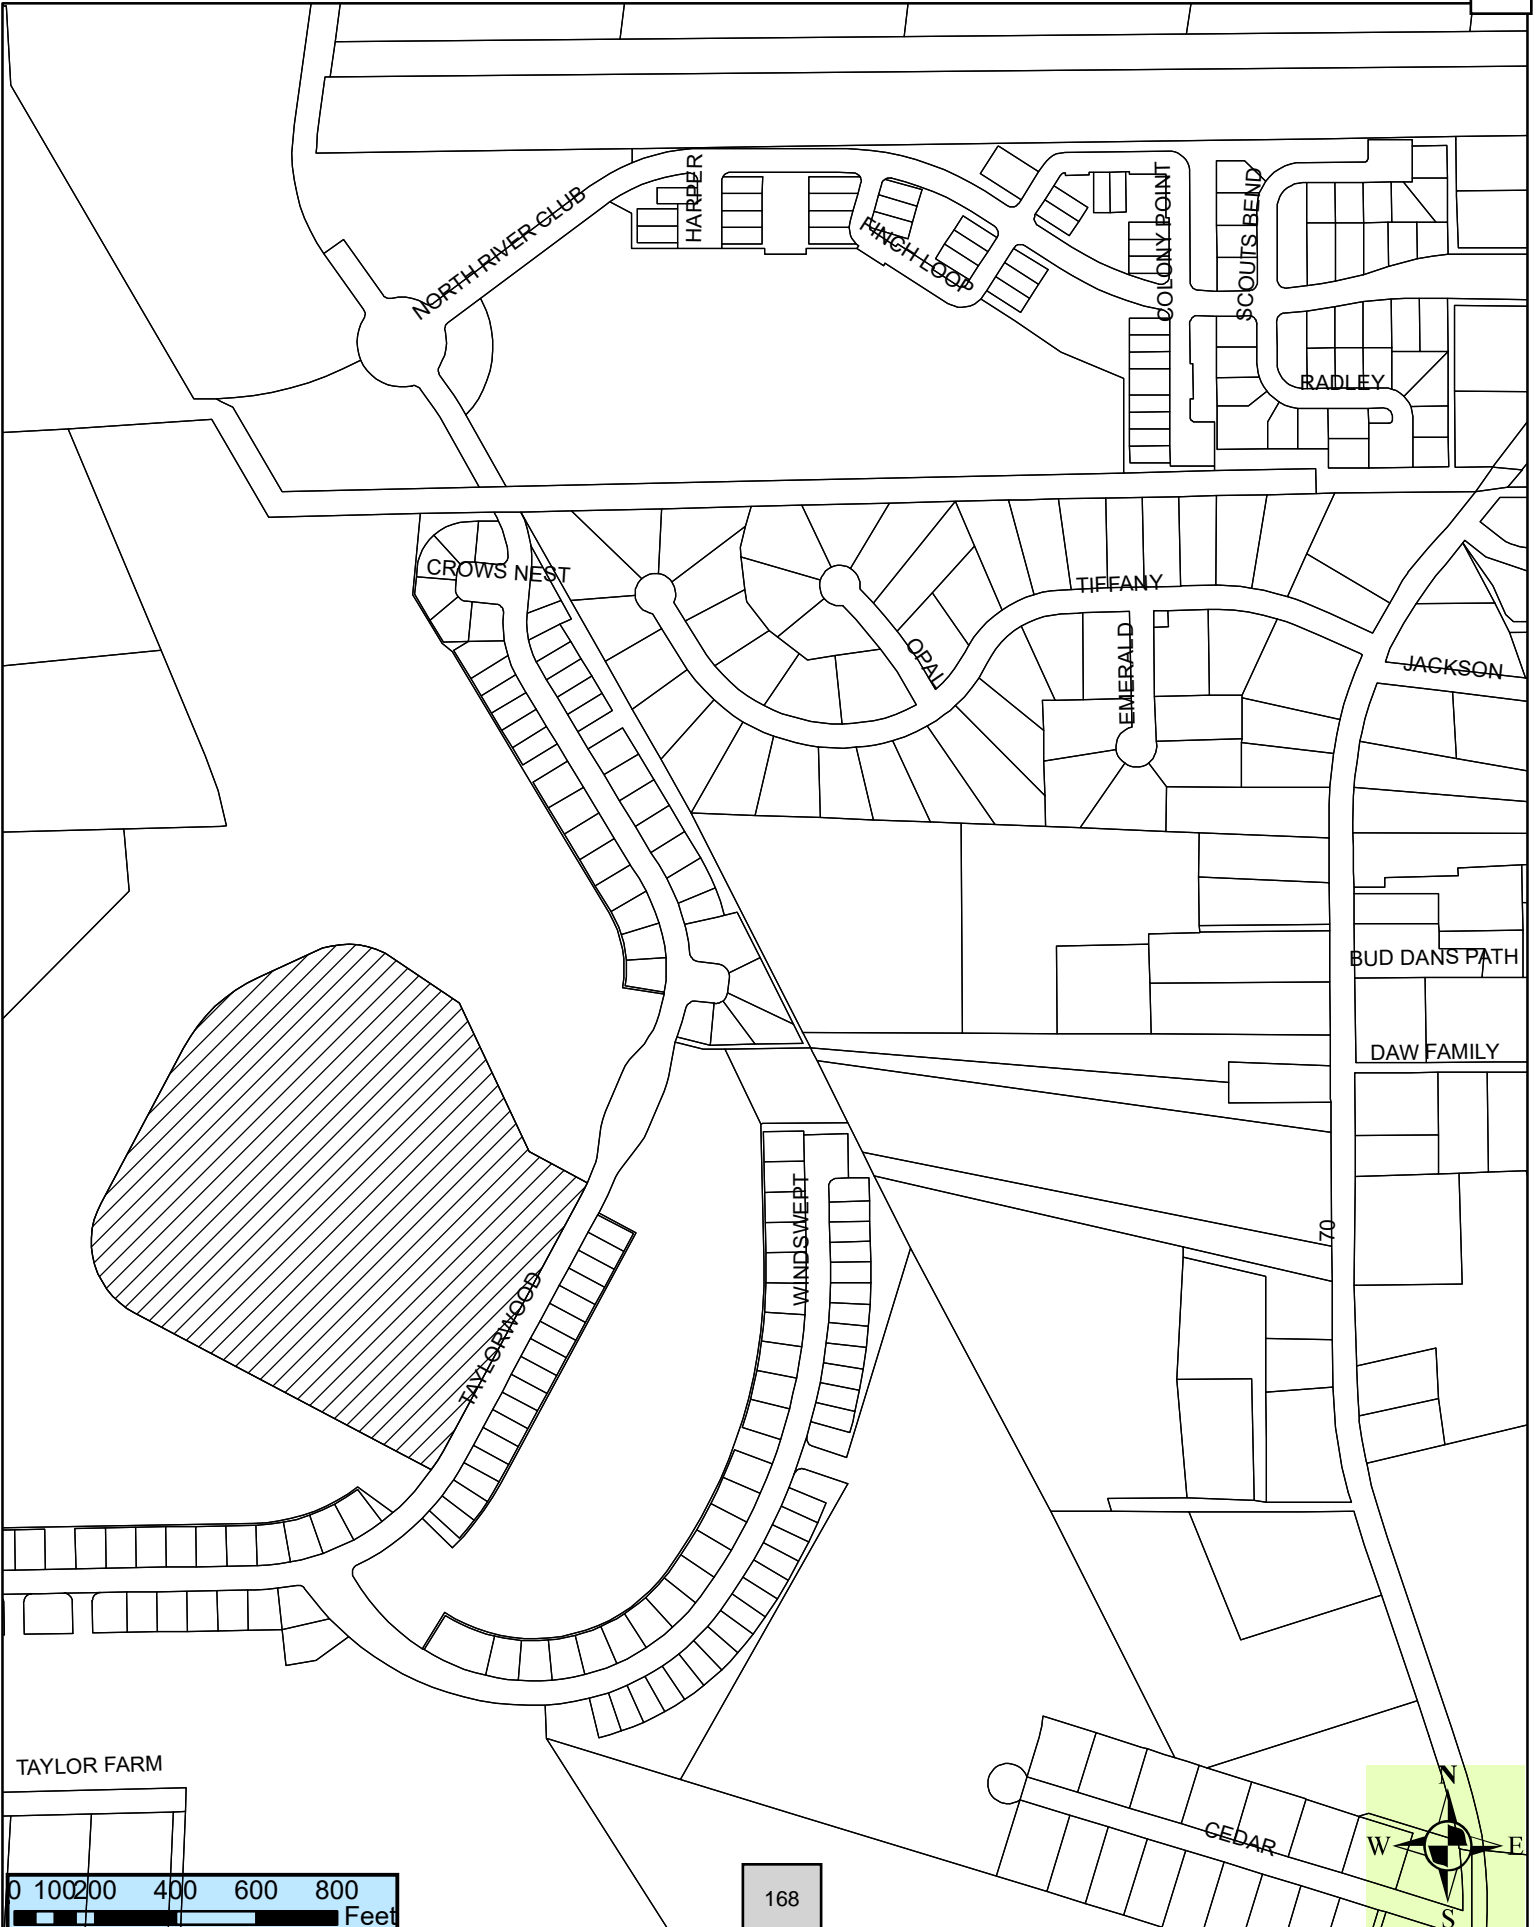 HARPER
NORTH RIVER CLUB
FINCH LOOP
COLONY POINT
SCOUTS BEND
RADLEY
CROWS NEST
TIFFANY
OPAL
EMERALD
JACKSON
BUD DANS PATH
DAW FAMILY
WINDSWEPT
70
TAYLORWOOD
TAYLOR FARM
CEDAR
N
W
E
S
0 100 200 400 600 800
Feet
168